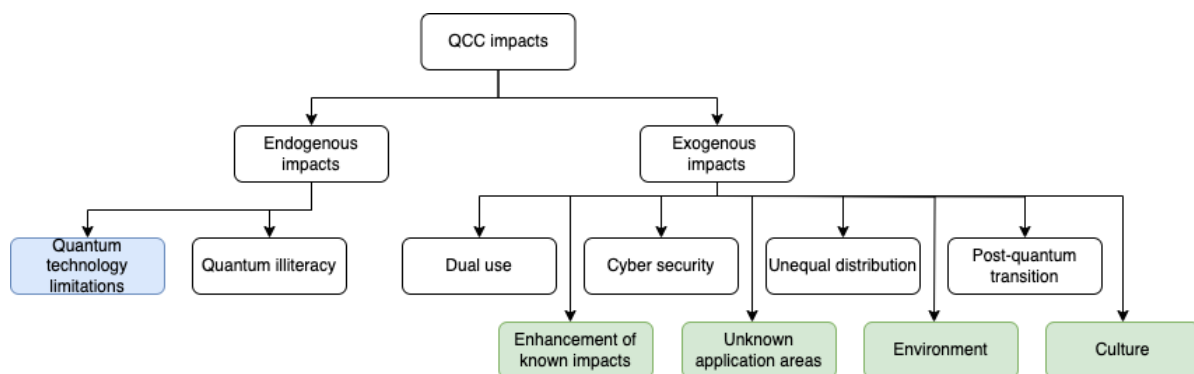 QCC impacts
Endogenous
impacts
Exogenous
impacts
Quantum
technology
limitations
Quantum illiteracy
Dual use
Cyber security
Unequal distribution
Post-quantum
transition
Enhancement of
known impacts
Unknown
application areas
Environment
Culture